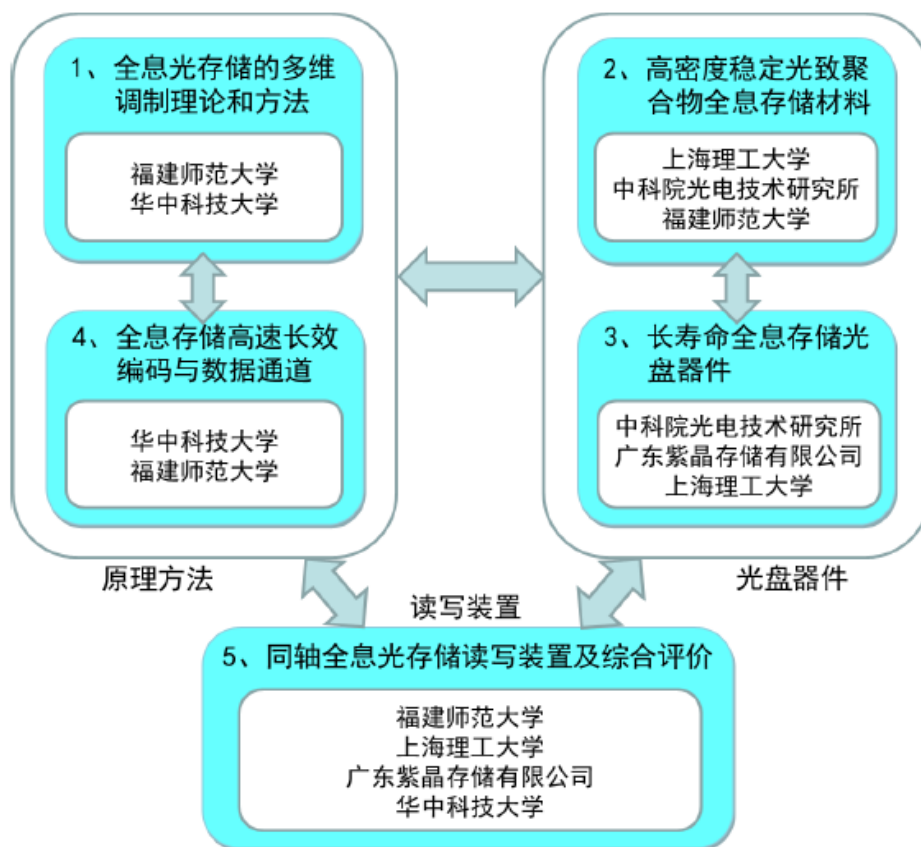 1、全息光存储的多维
调制理论和方法
福建师范大学
华中科技大学
4、全息存储高速长效
编码与数据通道
华中科技大学
福建师范大学
原理方法
2、高密度稳定光致聚
合物全息存储材料
上海理工大学
中科院光电技术研究所
福建师范大学
3、长寿命全息存储光
盘器件
中科院光电技术研究所
广东紫晶存储有限公司
上海理工大学
光盘器件
读写装置
5、同轴全息光存储读写装置及综合评价
福建师范大学
上海理工大学
广东紫晶存储有限公司
华中科技大学